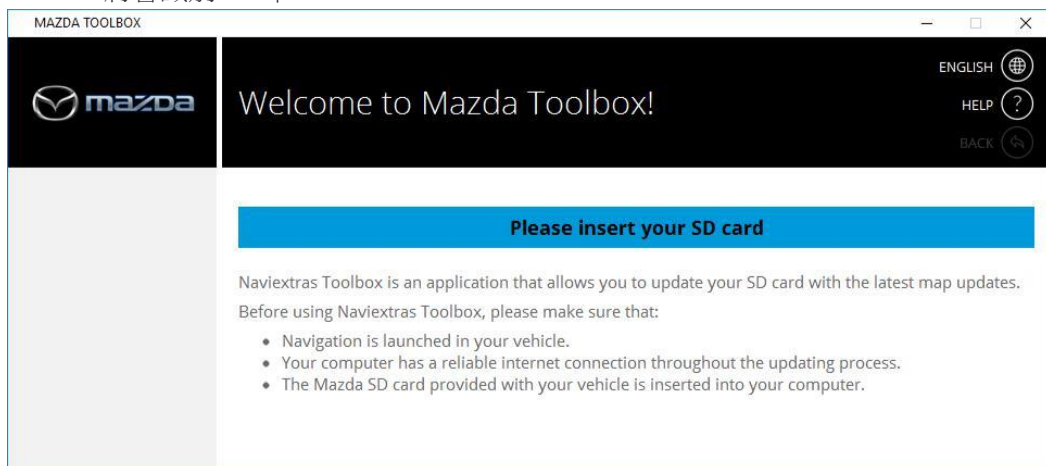 MAZDA TOOLBOX
mazda
Welcome to Mazda Toolbox!
ENGLISH
HELP
BACK
Please insert your SD card
Naviextras Toolbox is an application that allows you to update your SD card with the latest map updates.
Before using Naviextras Toolbox, please make sure that:
• Navigation is launched in your vehicle.
• Your computer has a reliable internet connection throughout the updating process.
• The Mazda SD card provided with your vehicle is inserted into your computer.